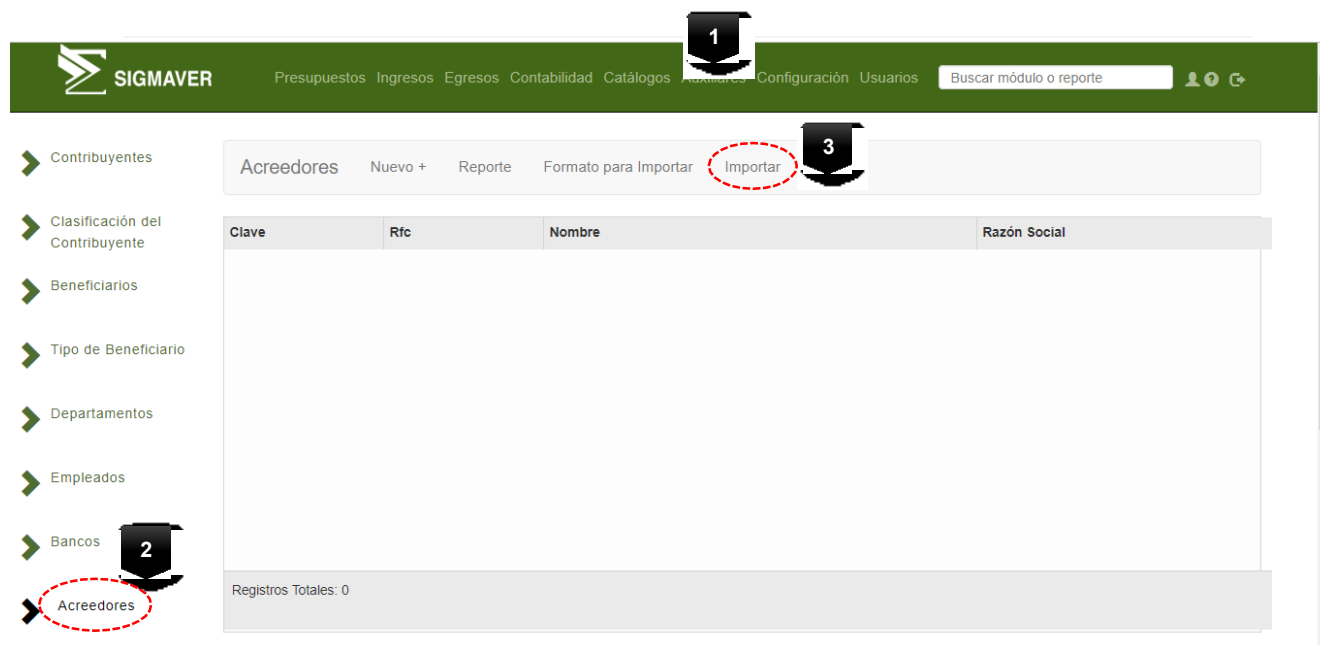 1
SIGMAVER
Presupuestos Ingresos Egresos Contabilidad Catálogos Auxiliares Configuración Usuarios
Buscar módulo o reporte
3
Acreedores Nuevo + Reporte Formato para Importar Importar
Contribuyentes
Clasificación del
Contribuyente
Beneficiarios
Tipo de Beneficiario
Departamentos
Empleados
Bancos
2
Acreedores
Clave Rfc Nombre Razón Social
Registros Totales: 0